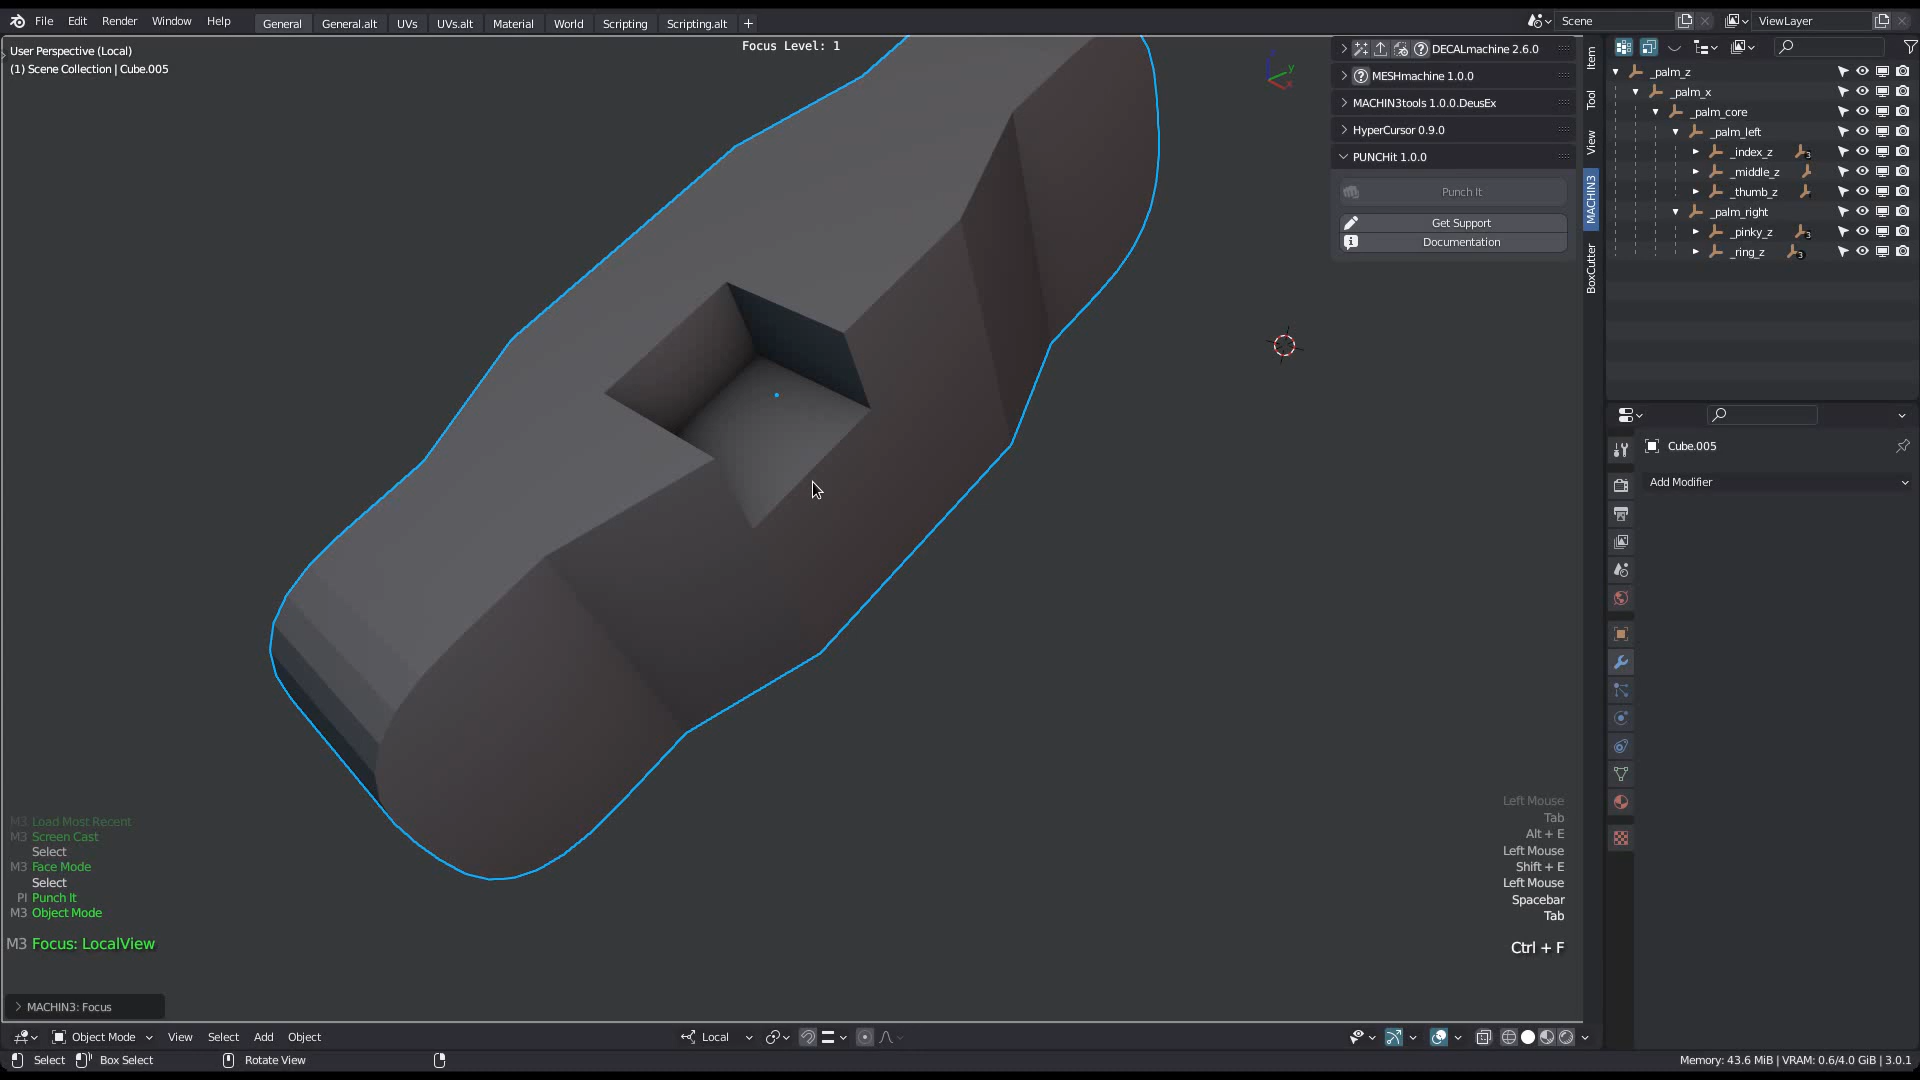 File Edit Render Window Help General General.alt UVs UVs.alt Material World Scripting Scripting.alt + Scene ViewLayer
User Perspective (Local)
(1) Scene Collection | Cube.005
Focus Level: 1
z
y
x
DECALmachine 2.6.0
MESHmachine 1.0.0
MACHIN3tools 1.0.0.DeusEx
HyperCursor 0.9.0
PUNCHit 1.0.0
Punch It
Get Support
Documentation
Item
Tool
View
MACHIN3
BoxCutter
_palm_z
_palm_x
_palm_core
_palm_left
_index_z 3
_middle_z
_thumb_z
_palm_right
_pinky_z 3
_ring_z 3
Cube.005
Add Modifier
M3 Load Most Recent
M3 Screen Cast
Select
M3 Face Mode
Select
PI Punch It
M3 Object Mode
M3 Focus: LocalView
Left Mouse
Tab
Alt + E
Left Mouse
Shift + E
Left Mouse
Spacebar
Tab
Ctrl + F
MACHIN3: Focus
Object Mode View Select Add Object Local
Select Box Select Rotate View Memory: 43.6 MiB | VRAM: 0.6/4.0 GiB | 3.0.1